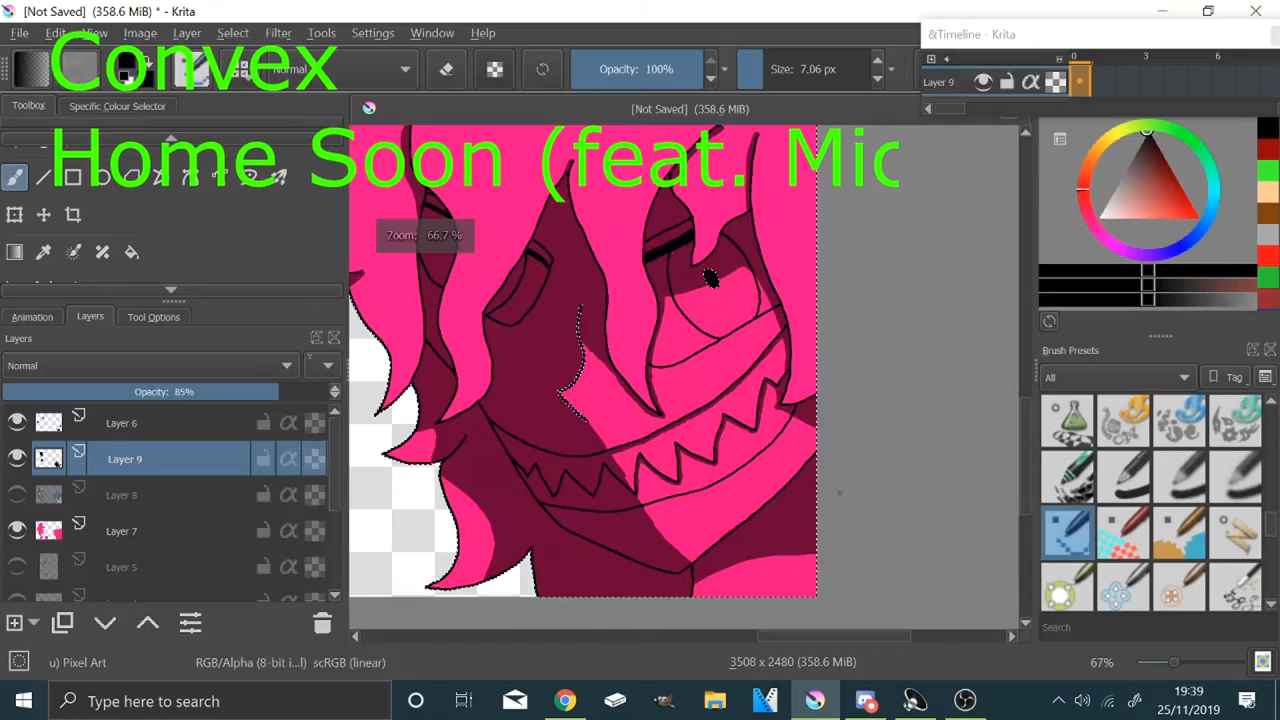 [Not Saved] (358.6 MiB) * - Krita
&Timeline - Krita
File Edit View Image Layer Select Filter Tools Settings Window Help
Convex
Home Soon (feat. Mic
Normal
Opacity: 100%
Size: 7.06 px
0 3 6
Layer 9
Toolbox
Specific Colour Selector
[Not Saved] (358.6 MiB)
Zoom: 66.7 %
Animation Layers Tool Options
Layers
Normal
Opacity: 85%
Layer 6
Layer 9
Layer 8
Layer 7
Layer 5
Brush Presets
All
Tag
Search
u) Pixel Art
RGB/Alpha (8-bit i...l) scRGB (linear)
3508 x 2480 (358.6 MiB)
67%
Type here to search
19:39
25/11/2019